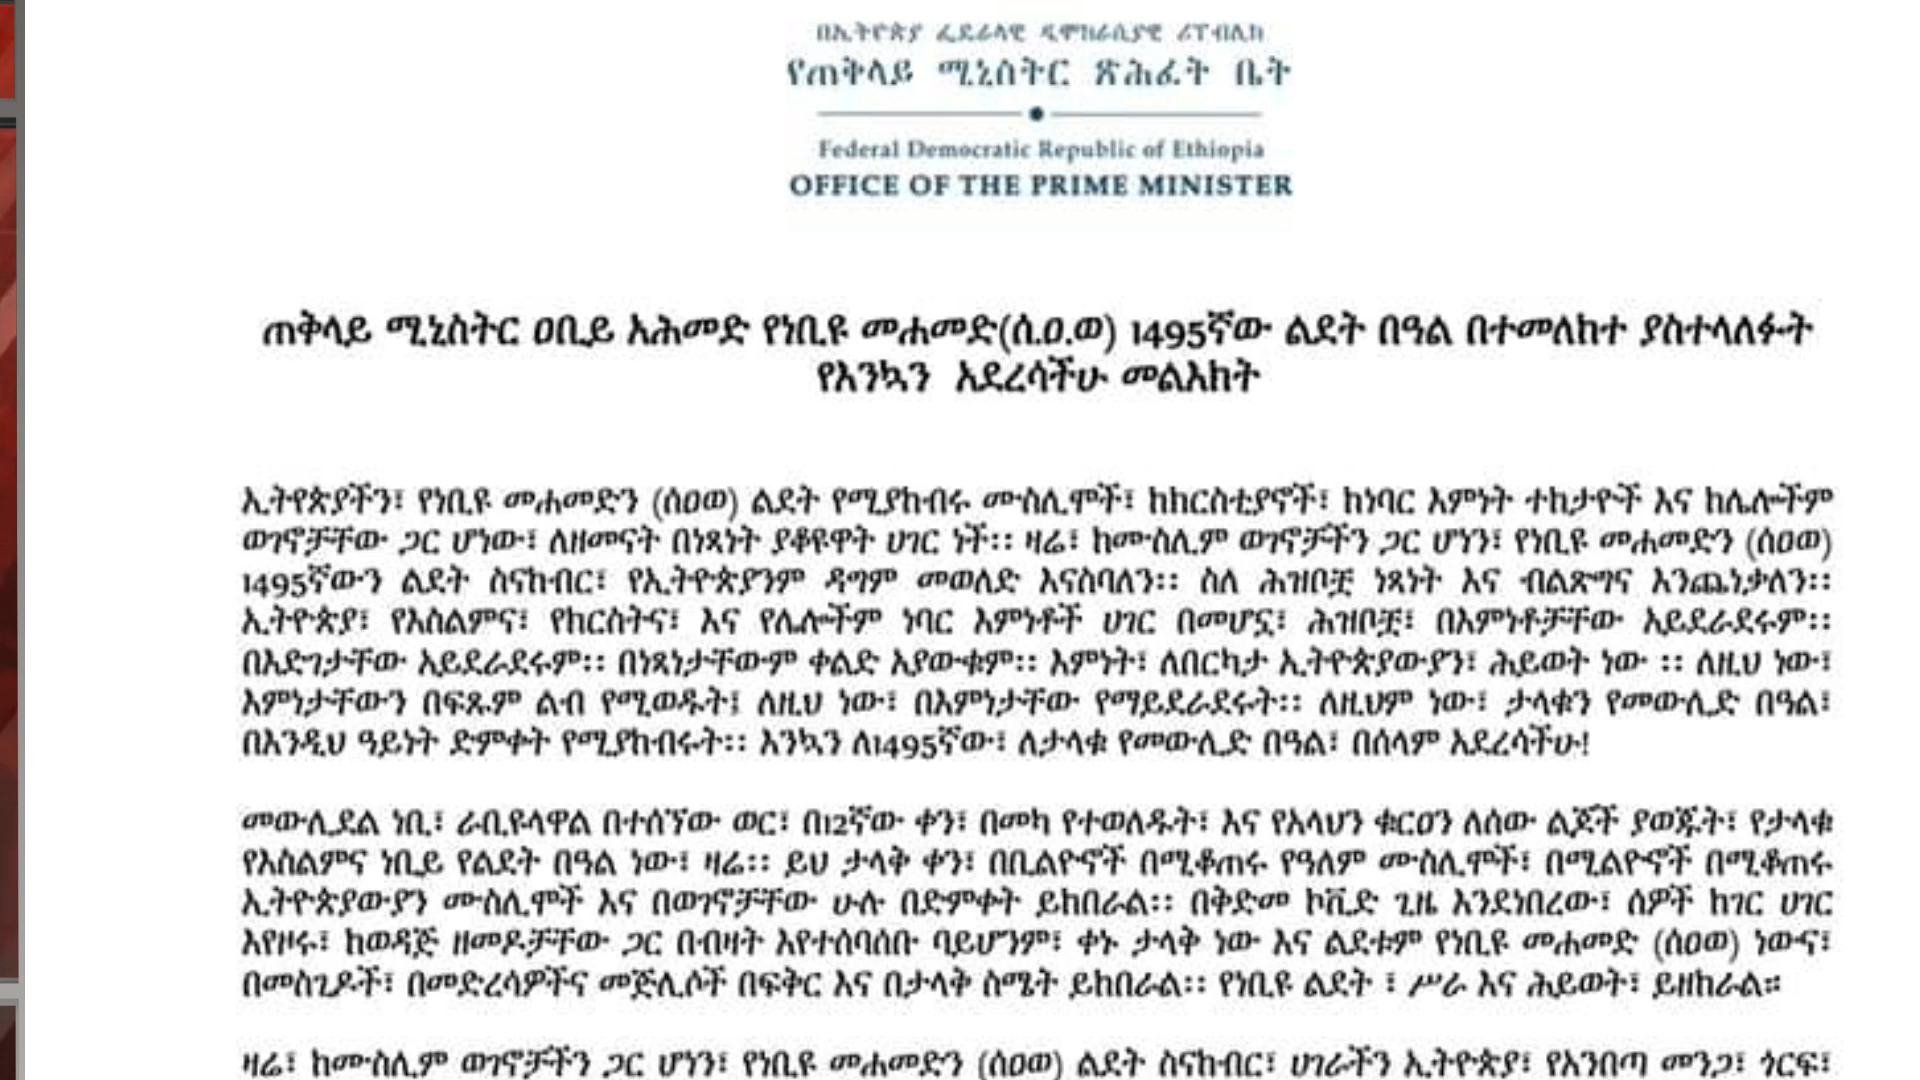 በኢትዮጵያ ፌደራላዊ ዲሞክራሲያዊ ሪፐብሊክ
የጠቅላይ ሚኒስትር ጽሕፈት ቤት
Federal Democratic Republic of Ethiopia
OFFICE OF THE PRIME MINISTER
ጠቅላይ ሚኒስትር ዐቢይ አሕመድ የነቢዩ መሐመድ(ሰ.ዐ.ወ) 1495ኛው ልደት በዓል በተመለከተ ያስተላለፉት
የእንኳን አደረሳችሁ መልእክት
ኢትዮጵያችን፣ የነቢዩ መሐመድን (ሰዐወ) ልደት የሚያከብሩ ሙስሊሞች፣ ከክርስቲያኖች፣ ከነባር እምነት ተከታዮች እና ከሌሎችም
ወገኖቻቸው ጋር ሆነው፣ ለዘመናት በነጻነት ያቆዩዋት ሀገር ነች፡፡ ዛሬ፣ ከሙስሊም ወገኖቻችን ጋር ሆነን፣ የነቢዩ መሐመድን (ሰዐወ)
1495ኛውን ልደት ስናከብር፣ የኢትዮጵያንም ዳግም መወለድ እናስባለን፡፡ ስለ ሕዝቦቿ ነጻነት እና ብልጽግና እንጨነቃለን፡፡
ኢትዮጵያ፣ የእስልምና፣ የክርስትና፣ እና የሌሎችም ነባር እምነቶች ሀገር በመሆኗ፣ ሕዝቦቿ፣ በእምነቶቻቸው አይደራደሩም፡፡
በእድገታቸው አይደራደሩም፡፡ በነጻነታቸውም ቀልድ አያውቁም፡፡ እምነት፣ ለበርካታ ኢትዮጵያውያን፣ ሕይወት ነው ፡፡ ለዚህ ነው፣
እምነታቸውን በፍጹም ልብ የሚወዱት፤ ለዚህ ነው፣ በእምነታቸው የማይደራደሩት፡፡ ለዚህም ነው፣ ታላቁን የመውሊድ በዓል፣
በእንዲህ ዓይነት ድምቀት የሚያከብሩት፡፡ እንኳን ለ1495ኛው፣ ለታላቁ የመውሊድ በዓል፣ በሰላም አደረሳችሁ!
መውሊደል ነቢ፣ ራቢዩላዋል በተሰኘው ወር፣ በ12ኛው ቀን፣ በመካ የተወለዱት፣ እና የአላህን ቁርዐን ለሰው ልጆች ያወጁት፣ የታላቁ
የእስልምና ነቢይ የልደት በዓል ነው፣ ዛሬ፡፡ ይህ ታላቅ ቀን፣ በቢልዮኖች በሚቆጠሩ የዓለም ሙስሊሞች፣ በሚልዮኖች በሚቆጠሩ
ኢትዮጵያውያን ሙስሊሞች እና በወገኖቻቸው ሁሉ በድምቀት ይከበራል፡፡ በቅድመ ኮቪድ ጊዜ እንደነበረው፣ ሰዎች ከገር ሀገር
እየዞሩ፣ ከወዳጅ ዘመዶቻቸው ጋር በብዛት እየተሰባሰቡ ባይሆንም፣ ቀኑ ታላቅ ነው እና ልደቱም የነቢዩ መሐመድ (ሰዐወ) ነውና፣
በመስጊዶች፣ በመድረሳዎችና መጅሊሶች በፍቅር እና በታላቅ ስሜት ይከበራል፡፡ የነቢዩ ልደት ፣ ሥራ እና ሕይወት፣ ይዘከራል።
ዛሬ፣ ከሙስሊም ወገኖቻችን ጋር ሆነን፣ የነቢዩ መሐመድን (ሰዐወ) ልደት ስናከብር፣ ሀገራችን ኢትዮጵያ፣ የአንበጣ መንጋ፣ ጎርፍ፣